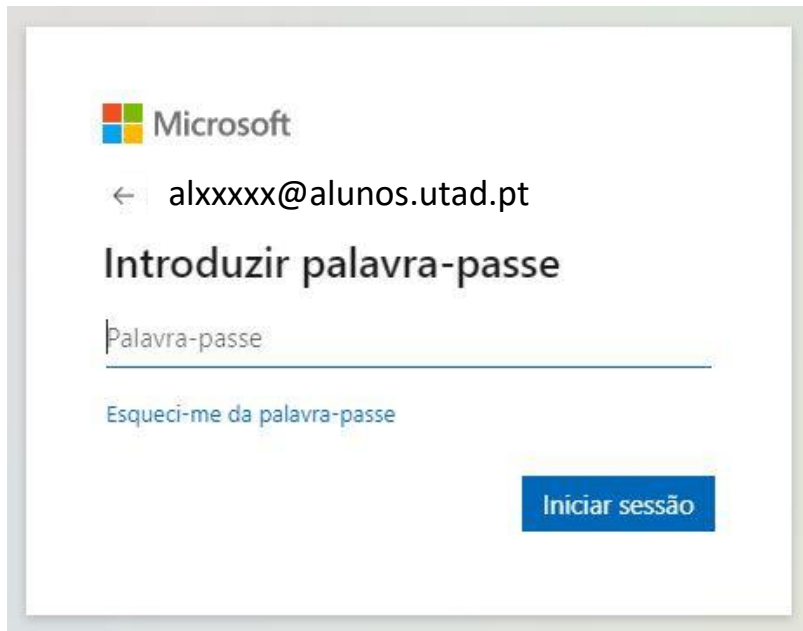 Microsoft
← alxxxxx@alunos.utad.pt
Introduzir palavra-passe
Palavra-passe
Esqueci-me da palavra-passe
Iniciar sessão